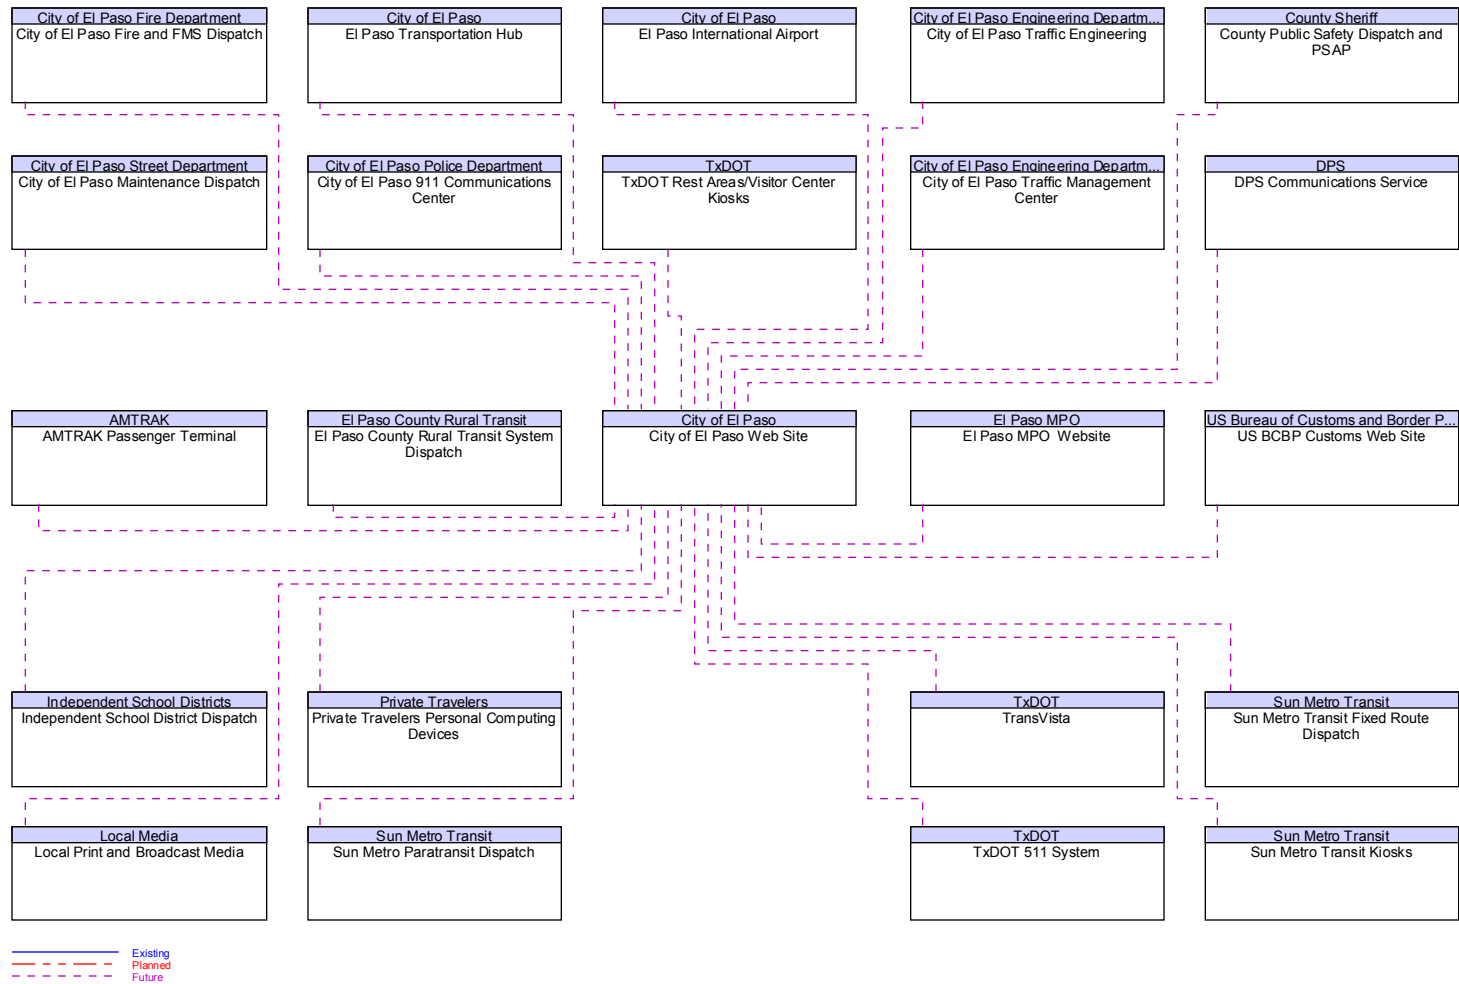 City of El Paso Fire Department
City of El Paso Fire and FMS Dispatch
City of El Paso
El Paso Transportation Hub
City of El Paso
El Paso International Airport
City of El Paso Engineering Departm...
City of El Paso Traffic Engineering
County Sheriff
County Public Safety Dispatch and
PSAP
City of El Paso Street Department
City of El Paso Maintenance Dispatch
City of El Paso Police Department
City of El Paso 911 Communications
Center
TxDOT
TxDOT Rest Areas/Visitor Center
Kiosks
City of El Paso Engineering Departm...
City of El Paso Traffic Management
Center
DPS
DPS Communications Service
AMTRAK
AMTRAK Passenger Terminal
El Paso County Rural Transit
El Paso County Rural Transit System
Dispatch
City of El Paso
City of El Paso Web Site
El Paso MPO
El Paso MPO Website
US Bureau of Customs and Border P...
US BCBP Customs Web Site
Independent School Districts
Independent School District Dispatch
Private Travelers
Private Travelers Personal Computing
Devices
TxDOT
TransVista
Sun Metro Transit
Sun Metro Transit Fixed Route
Dispatch
Local Media
Local Print and Broadcast Media
Sun Metro Transit
Sun Metro Paratransit Dispatch
TxDOT
TxDOT 511 System
Sun Metro Transit
Sun Metro Transit Kiosks
Existing
Planned
Future